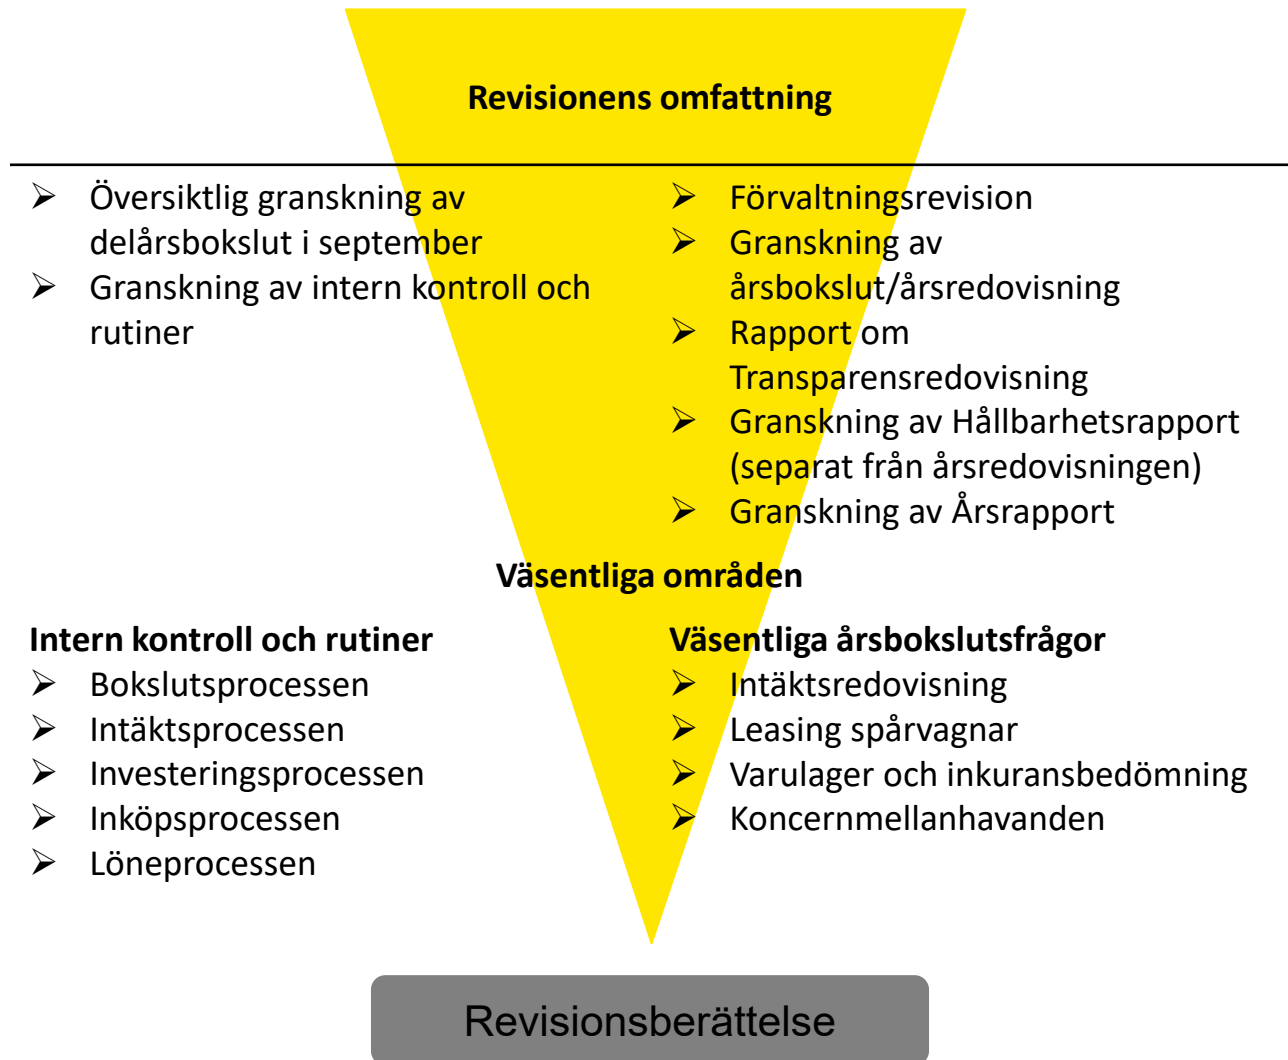 Revisionens omfattning
➢ Översiktlig granskning av
delårsbokslut i september
➢ Granskning av intern kontroll och
rutiner
➢ Förvaltningsrevision
➢ Granskning av
årsbokslut/årsredovisning
➢ Rapport om
Transparensredovisning
➢ Granskning av Hållbarhetsrapport
(separat från årsredovisningen)
➢ Granskning av Årsrapport
Väsentliga områden
Intern kontroll och rutiner
➢ Bokslutsprocessen
➢ Intäktsprocessen
➢ Investeringsprocessen
➢ Inköpsprocessen
➢ Löneprocessen
Väsentliga årsbokslutsfrågor
➢ Intäktsredovisning
➢ Leasing spårvagnar
➢ Varulager och inkuransbedömning
➢ Koncernmellanhavanden
Revisionsberättelse